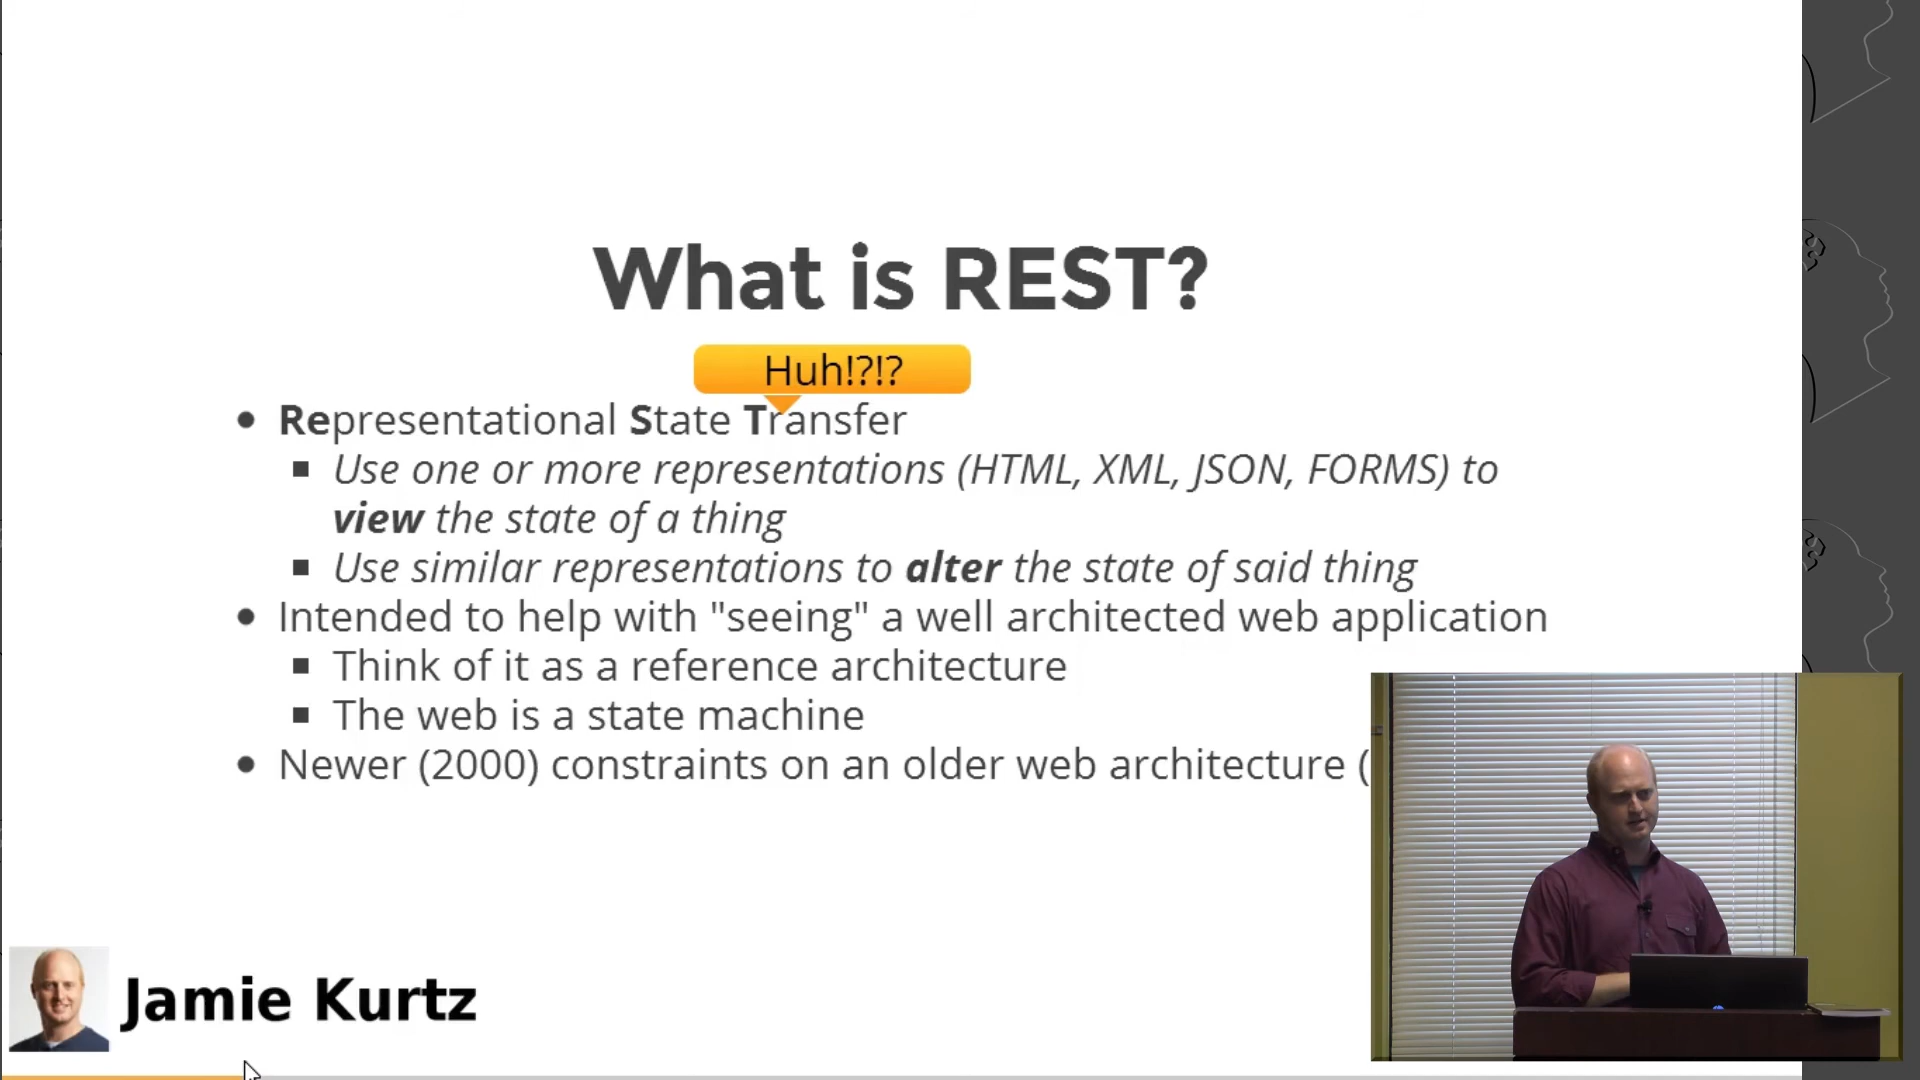 What is REST?
Huh!?!?
Representational State Transfer
Use one or more representations (HTML, XML, JSON, FORMS) to
view the state of a thing
Use similar representations to alter the state of said thing
Intended to help with "seeing" a well architected web application
Think of it as a reference architecture
The web is a state machine
Newer (2000) constraints on an older web architecture (
Jamie Kurtz